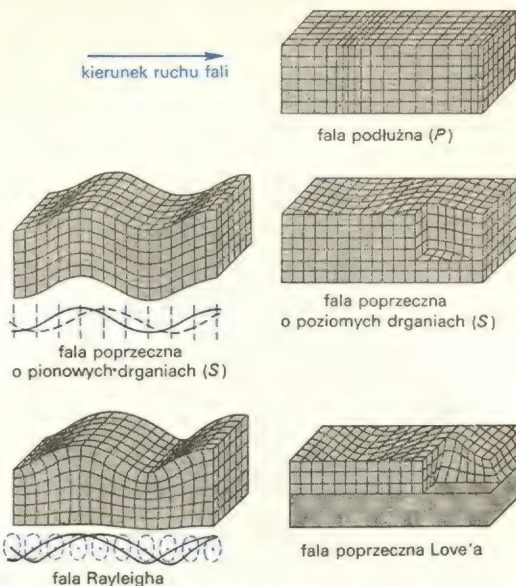 kierunek ruchu fali
fala podłużna (P)
fala poprzeczna
o pionowych drganiach (S)
fala poprzeczna
o poziomych drganiach (S)
fala Rayleigha
fala poprzeczna Love'a